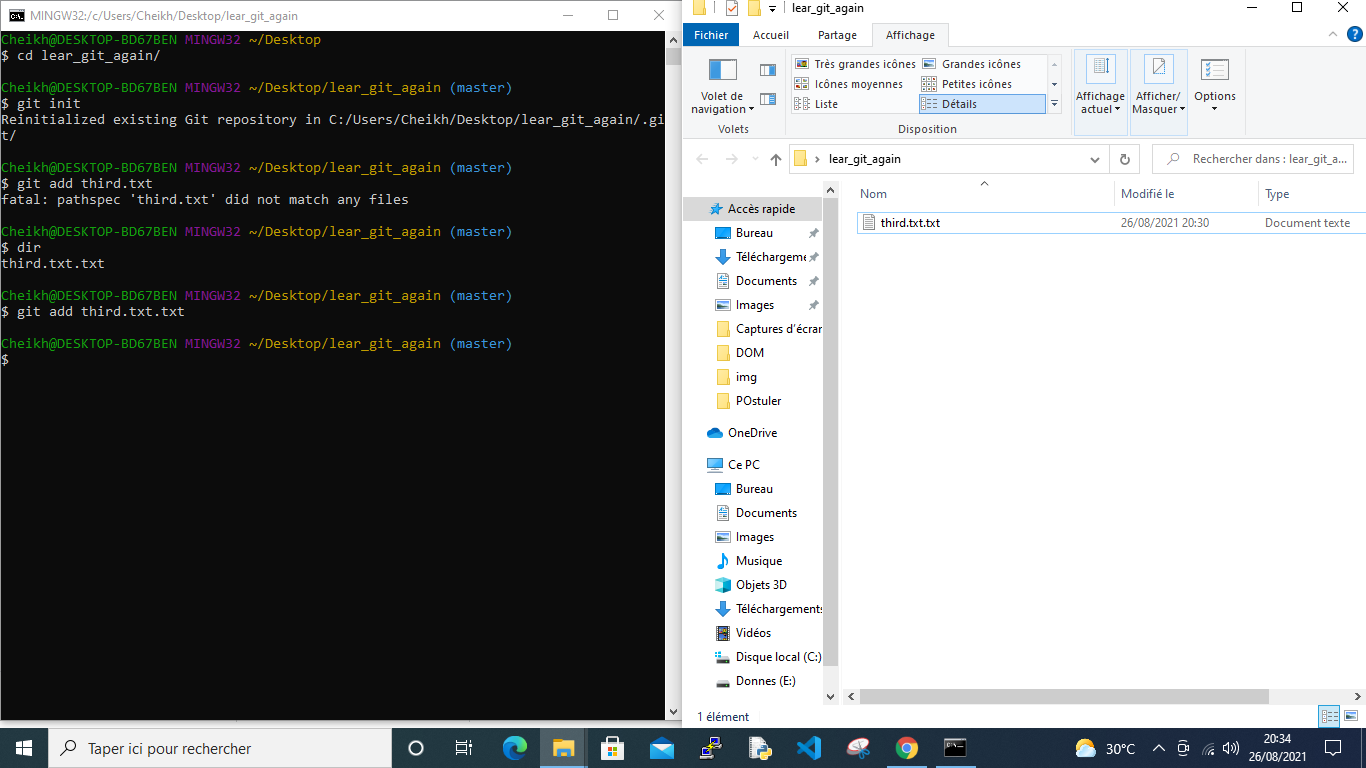 MINGW32:/c/Users/Cheikh/Desktop/lear_git_again
Cheikh@DESKTOP-BD67BEN MINGW32 ~/Desktop
$ cd lear_git_again/
Cheikh@DESKTOP-BD67BEN MINGW32 ~/Desktop/lear_git_again (master)
$ git init
Reinitialized existing Git repository in C:/Users/Cheikh/Desktop/lear_git_again/.gi
t/
Cheikh@DESKTOP-BD67BEN MINGW32 ~/Desktop/lear_git_again (master)
$ git add third.txt
fatal: pathspec 'third.txt' did not match any files
Cheikh@DESKTOP-BD67BEN MINGW32 ~/Desktop/lear_git_again (master)
$ dir
third.txt.txt
Cheikh@DESKTOP-BD67BEN MINGW32 ~/Desktop/lear_git_again (master)
$ git add third.txt.txt
Cheikh@DESKTOP-BD67BEN MINGW32 ~/Desktop/lear_git_again (master)
$
lear_git_again
Fichier Accueil Partage Affichage
Volet de
navigation
Volets
Très grandes icônes Grandes icônes
Icônes moyennes Petites icônes
Liste Détails
Disposition
Affichage
actuel
Afficher/
Masquer
Options
lear_git_again
Rechercher dans : lear_git_a...
Nom Modifié le Type
third.txt.txt 26/08/2021 20:30 Document texte
Accès rapide
Bureau
Téléchargeme
Documents
Images
Captures d'écrar
DOM
img
POstuler
OneDrive
Ce PC
Bureau
Documents
Images
Musique
Objets 3D
Téléchargements
Vidéos
Disque local (C:)
Donnes (E:)
1 élément
Taper ici pour rechercher
30°C
20:34
26/08/2021